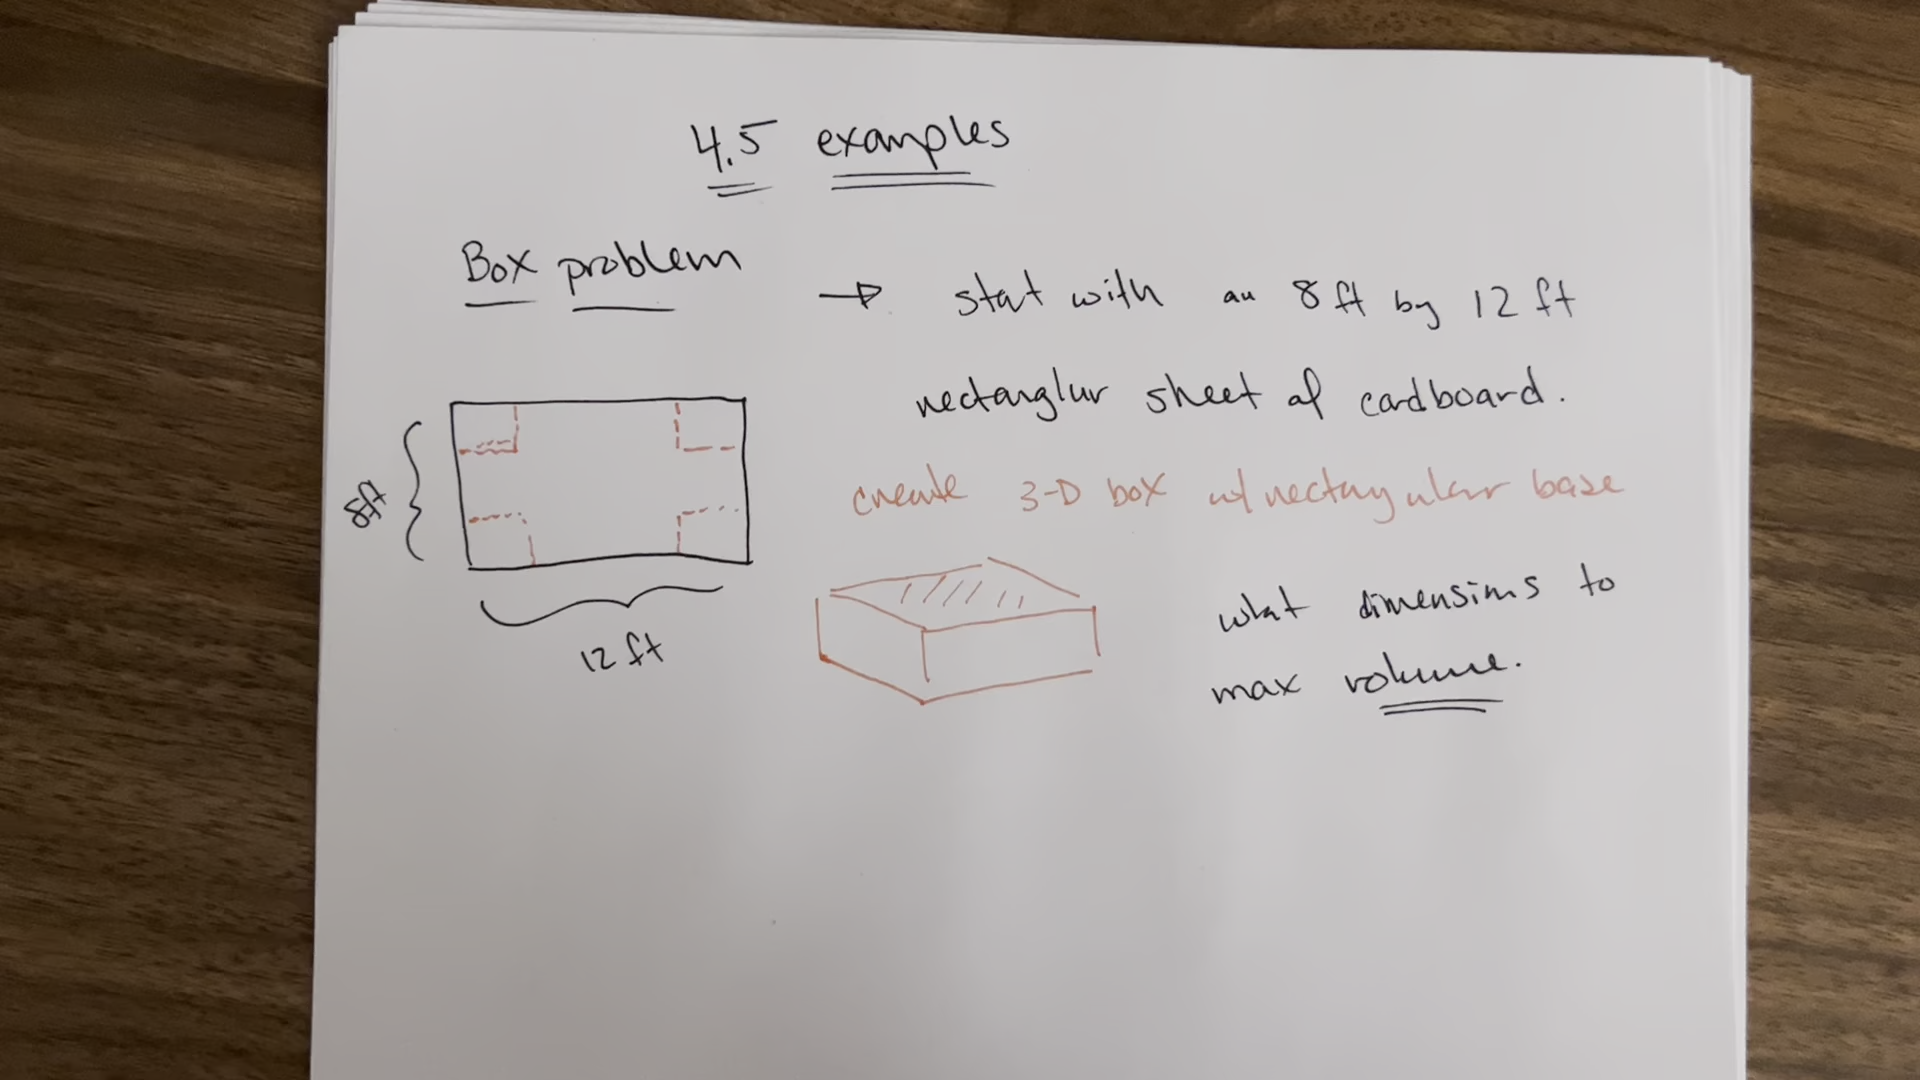 4.5 examples
Box problem
→ stat with an 8 ft by 12 ft
rectanglur sheet of cardboard.
create 3-D box w/ rectangular base
8ft
12 ft
what dimensions to
max volume.